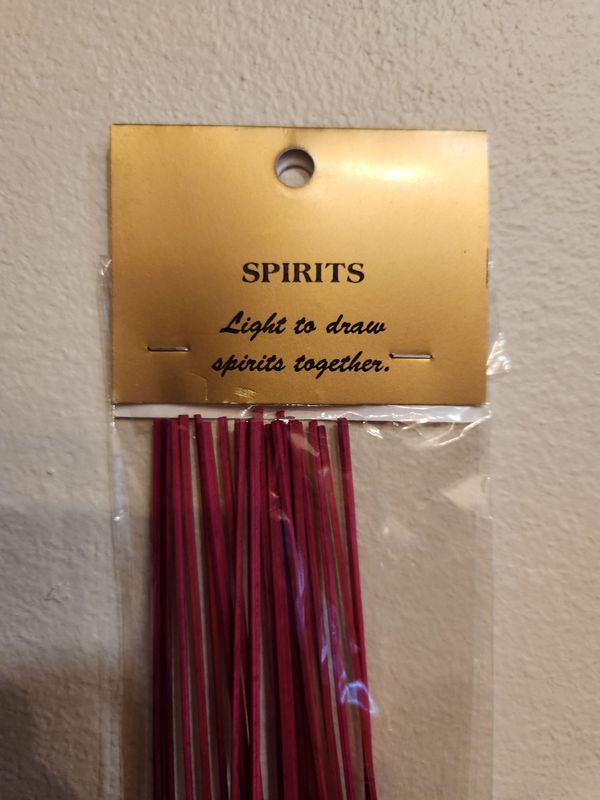 SPIRITS
Light to draw
spirits together.